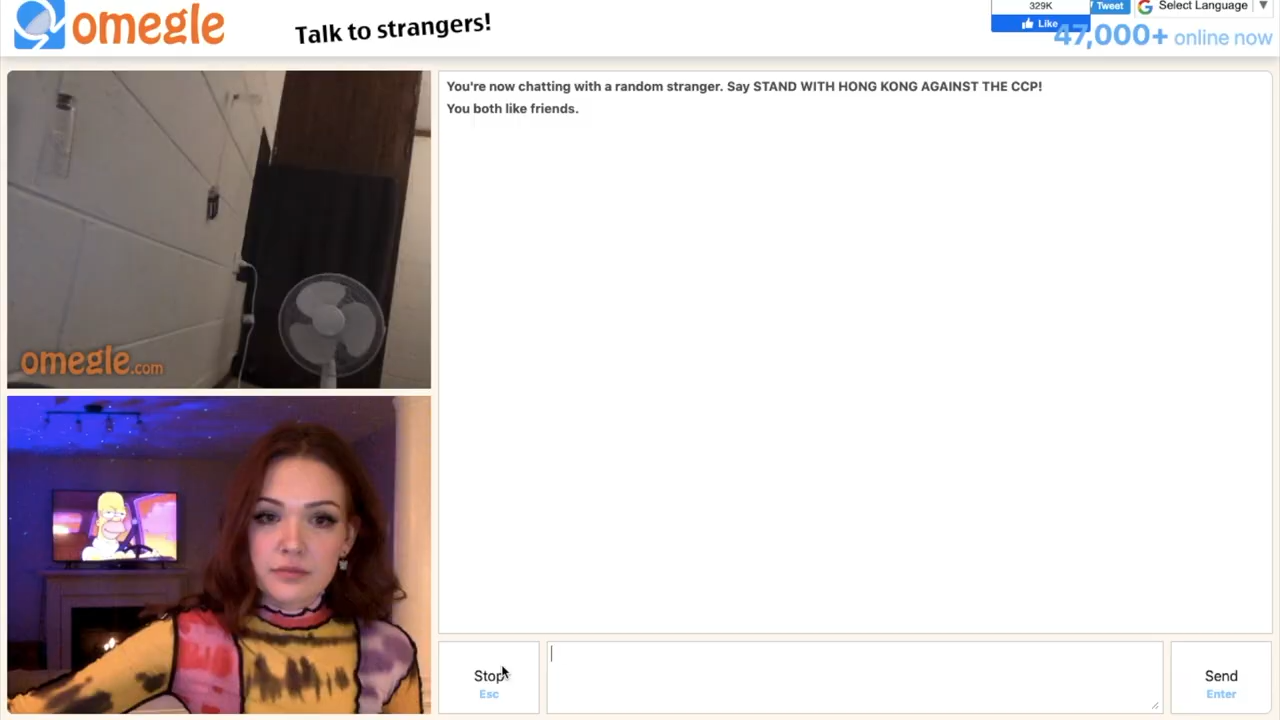 omegle
Talk to strangers!
329K
Like
Tweet
Select Language
47,000+ online now
You're now chatting with a random stranger. Say STAND WITH HONG KONG AGAINST THE CCP!
You both like friends.
omegle.com
Stop
Esc
Send
Enter